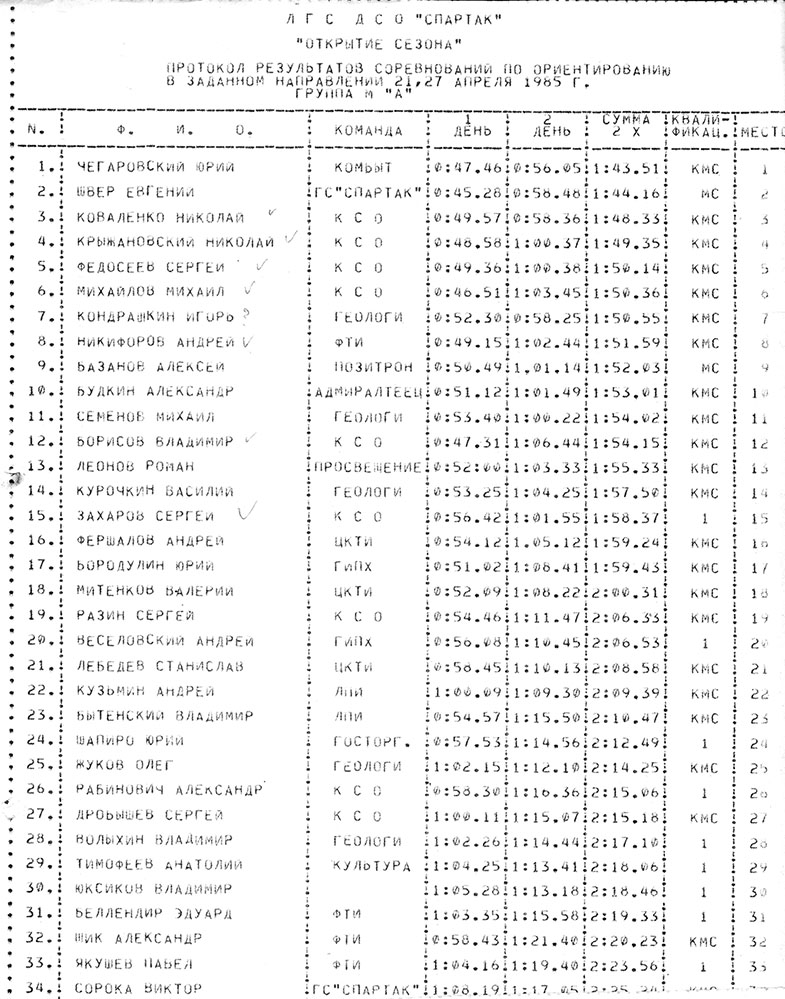 Л Г С Д С О "СПАРТАК"
"ОТКРЫТИЕ СЕЗОНА"
ПРОТОКОЛ РЕЗУЛЬТАТОВ СОРЕВНОВАНИЙ ПО ОРИЕНТИРОВАНИЮ
В ЗАДАННОМ НАПРАВЛЕНИИ 21,27 АПРЕЛЯ 1985 Г.
ГРУППА М "А"
N. Ф. И. О. КОМАНДА 1 ДЕНЬ 2 ДЕНЬ СУММА 2 Х КВАЛИ-ФИКАЦ. МЕСТО
1. ЧЕГАРОВСКИЙ ЮРИЙ КОМБЫТ 0:47.46 0:56.05 1:43.51 КМС 1
2. ШВЕР ЕВГЕНИЙ ГС"СПАРТАК" 0:45.28 0:58.48 1:44.16 МС 2
3. КОВАЛЕНКО НИКОЛАЙ К С О 0:49.57 0:58.36 1:48.33 КМС 3
4. КРЫЖАНОВСКИЙ НИКОЛАЙ К С О 0:48.58 1:00.37 1:49.35 КМС 4
5. ФЕДОСЕЕВ СЕРГЕЙ К С О 0:49.36 1:00.38 1:50.14 КМС 5
6. МИХАЙЛОВ МИХАИЛ К С О 0:46.51 1:03.45 1:50.36 КМС 6
7. КОНДРАШКИН ИГОРЬ ? ГЕОЛОГИ 0:52.30 0:58.25 1:50.55 КМС 7
8. НИКИФОРОВ АНДРЕЙ ФТИ 0:49.15 1:02.44 1:51.59 КМС 8
9. БАЗАНОВ АЛЕКСЕЙ ПОЗИТРОН 0:50.49 1.01.14 1:52.03 МС 9
10. БУДКИН АЛЕКСАНДР АДМИРАЛТЕЕЦ 0:51.12 1:01.49 1:53.01 КМС 10
11. СЕМЕНОВ МИХАИЛ ГЕОЛОГИ 0:53.40 1:00.22 1:54.02 КМС 11
12. БОРИСОВ ВЛАДИМИР К С О 0:47.31 1:06.44 1:54.15 КМС 12
13. ЛЕОНОВ РОМАН ПРОСВЕЩЕНИЕ 0:52:00 1:03.33 1:55.33 КМС 13
14. КУРОЧКИН ВАСИЛИЙ ГЕОЛОГИ 0:53.25 1:04.25 1:57.50 КМС 14
15. ЗАХАРОВ СЕРГЕЙ К С О 0:56.42 1:01.55 1:58.37 1 15
16. ФЕРШАЛОВ АНДРЕЙ ЦКТИ 0:54.12 1.05.12 1:59.24 КМС 16
17. БОРОДУЛИН ЮРИЙ ГИПХ 0:51.02 1:08.41 1:59.43 КМС 17
18. МИТЕНКОВ ВАЛЕРИЙ ЦКТИ 0:52.09 1:08.22 2:00.31 КМС 18
19. РАЗИН СЕРГЕЙ К С О 0:54.46 1:11.47 2:06.33 КМС 19
20. ВЕСЕЛОВСКИЙ АНДРЕЙ ГИПХ 0:56.08 1:10.45 2:06.53 1 20
21. ЛЕБЕДЕВ СТАНИСЛАВ ЦКТИ 0:58.45 1:10.13 2:08.58 КМС 21
22. КУЗЬМИН АНДРЕЙ ЛПИ 1:00.09 1:09.30 2:09.39 КМС 22
23. БЫТЕНСКИЙ ВЛАДИМИР ЛПИ 0:54.57 1:15.50 2:10.47 КМС 23
24. ШАПИРО ЮРИЙ ГОСТОРГ. 0:57.53 1:14.56 2:12.49 1 24
25. ЖУКОВ ОЛЕГ ГЕОЛОГИ 1:02.15 1:12.10 2:14.25 КМС 25
26. РАБИНОВИЧ АЛЕКСАНДР К С О 0:58.30 1:16.36 2:15.06 1 26
27. ДРОБЫШЕВ СЕРГЕЙ К С О 1:00.11 1:15.07 2:15.18 КМС 27
28. ВОЛЫХИН ВЛАДИМИР ГЕОЛОГИ 1:02.26 1:14.44 2:17.10 1 28
29. ТИМОФЕЕВ АНАТОЛИЙ КУЛЬТУРА 1:04.25 1:13.41 2:18.06 1 29
30. ЮКСИКОВ ВЛАДИМИР 1:05.28 1:13.18 2:18.46 1 30
31. БЕЛЛЕНДИР ЭДУАРД ФТИ 1:03.35 1:15.58 2:19.33 1 31
32. ШИК АЛЕКСАНДР ФТИ 0:58.43 1:21.40 2:20.23 КМС 32
33. ЯКУШЕВ ПАВЕЛ ФТИ 1:04.16 1:19.40 2:23.56 1 33
34. СОРОКА ВИКТОР ГС"СПАРТАК" 1:08.19 1:17.05